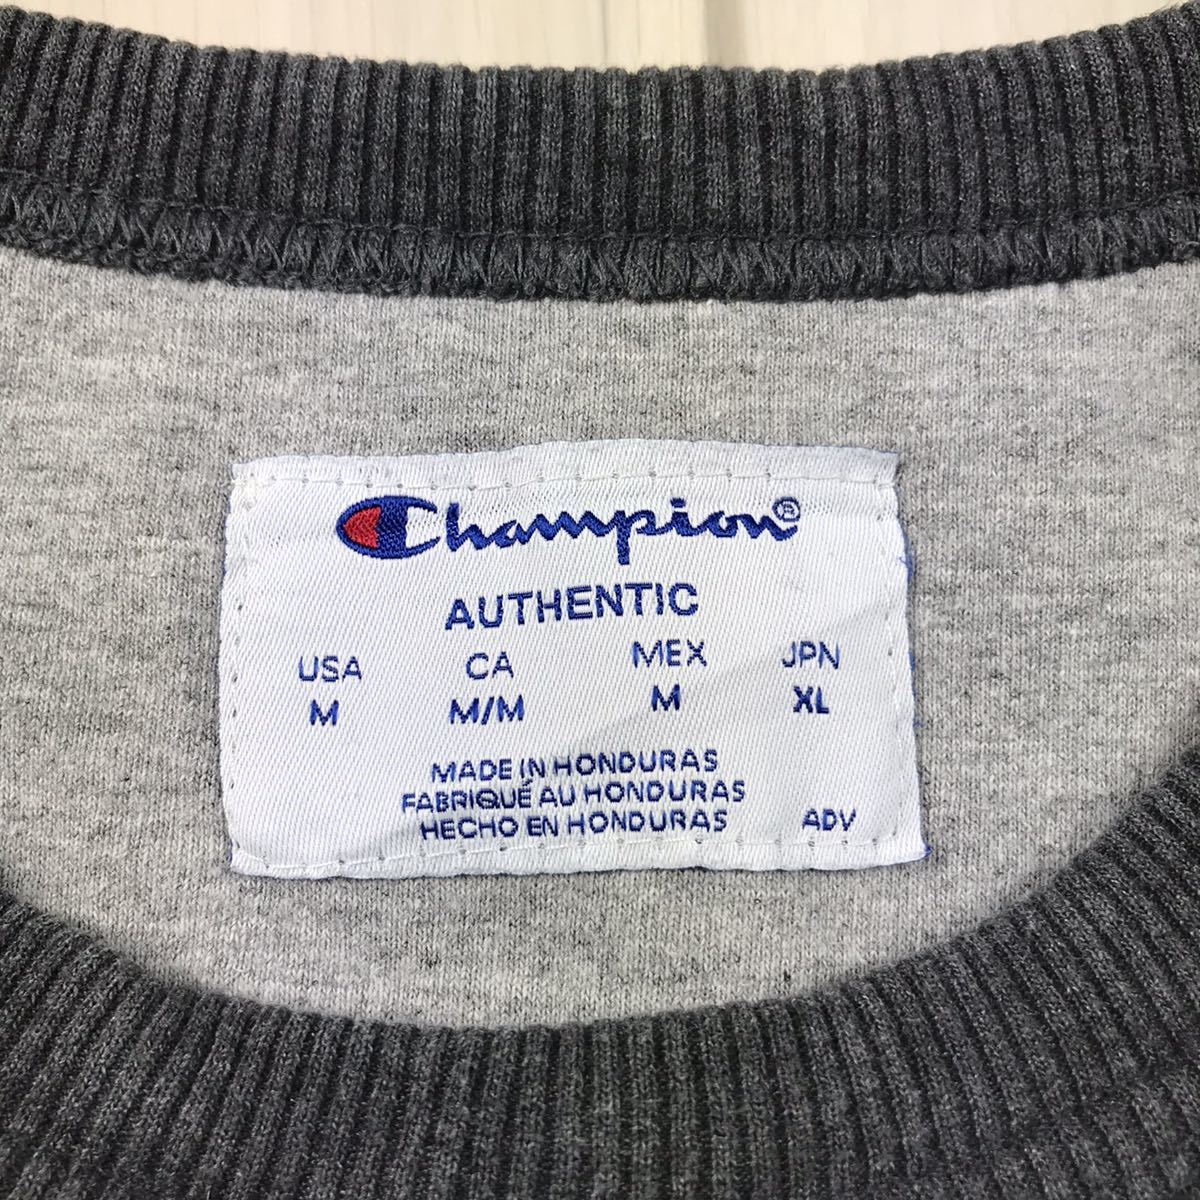 Champion®
AUTHENTIC
USA CA MEX JPN
M M/M M XL
MADE IN HONDURAS
FABRIQUÉ AU HONDURAS
HECHO EN HONDURAS ADV